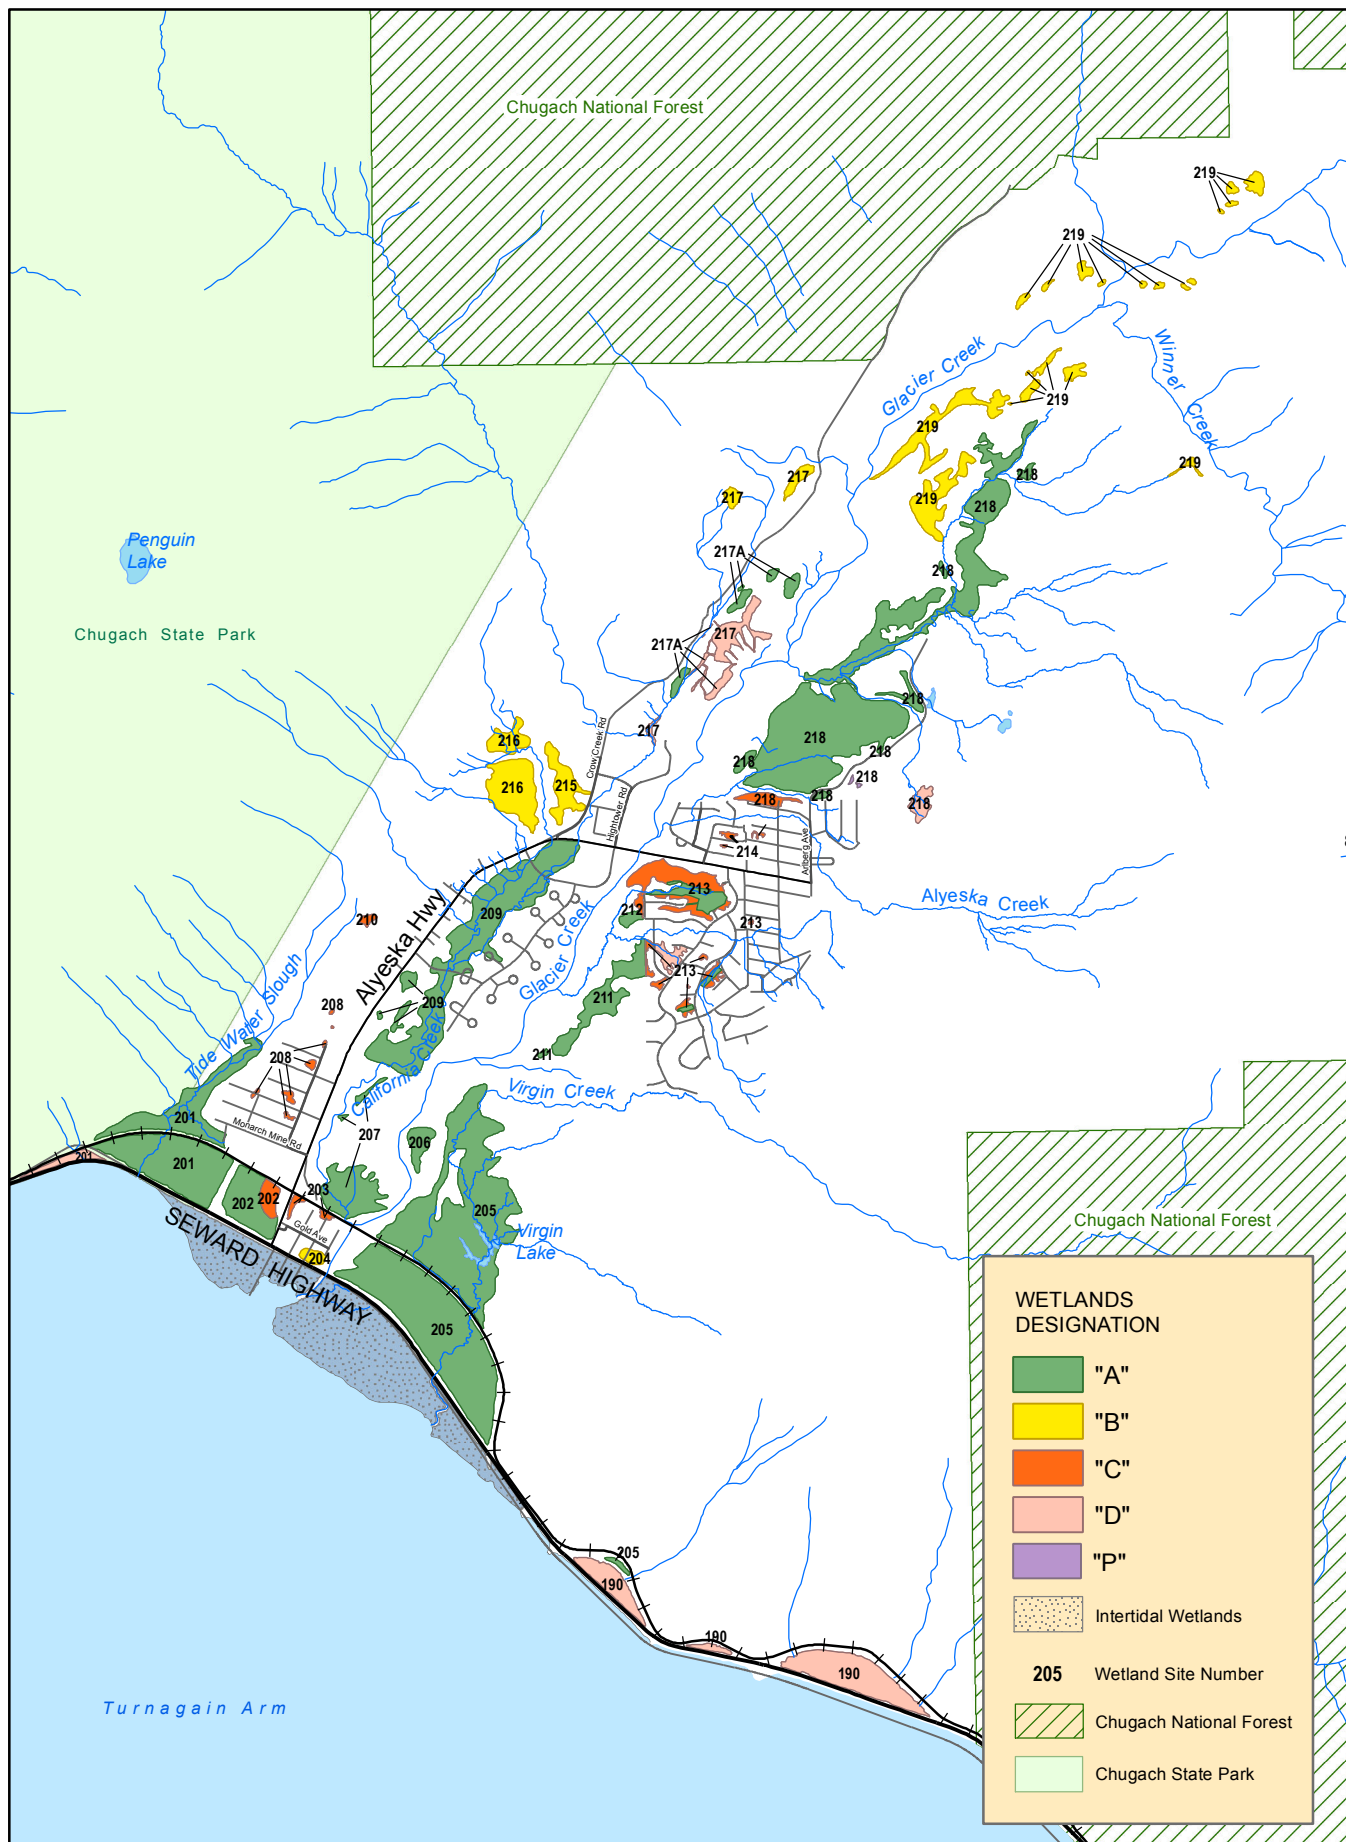 Chugach National Forest
219
219
Glacier Creek
Winner Creek
219
219
219
219
217
217
218
218
218
217A
217
217A
Penguin
Lake
Chugach State Park
218
217
218
218
218
218
218
218
218
216
216
215
Crow Creek Rd
Hightower Rd
214
Arlberg Ave
Alyeska Creek
213
213
212
213
210
209
Alyeska Hwy
Glacier Creek
209
211
211
208
208
Tide Water Slough
California Creek
Virgin Creek
201
Monarch Mine Rd
207
206
201
201
202
202
203
Gold Ave
204
205
Virgin
Lake
SEWARD HIGHWAY
205
Chugach National Forest
205
190
190
190
Turnagain Arm
WETLANDS
DESIGNATION
"A"
"B"
"C"
"D"
"P"
Intertidal Wetlands
205 Wetland Site Number
Chugach National Forest
Chugach State Park